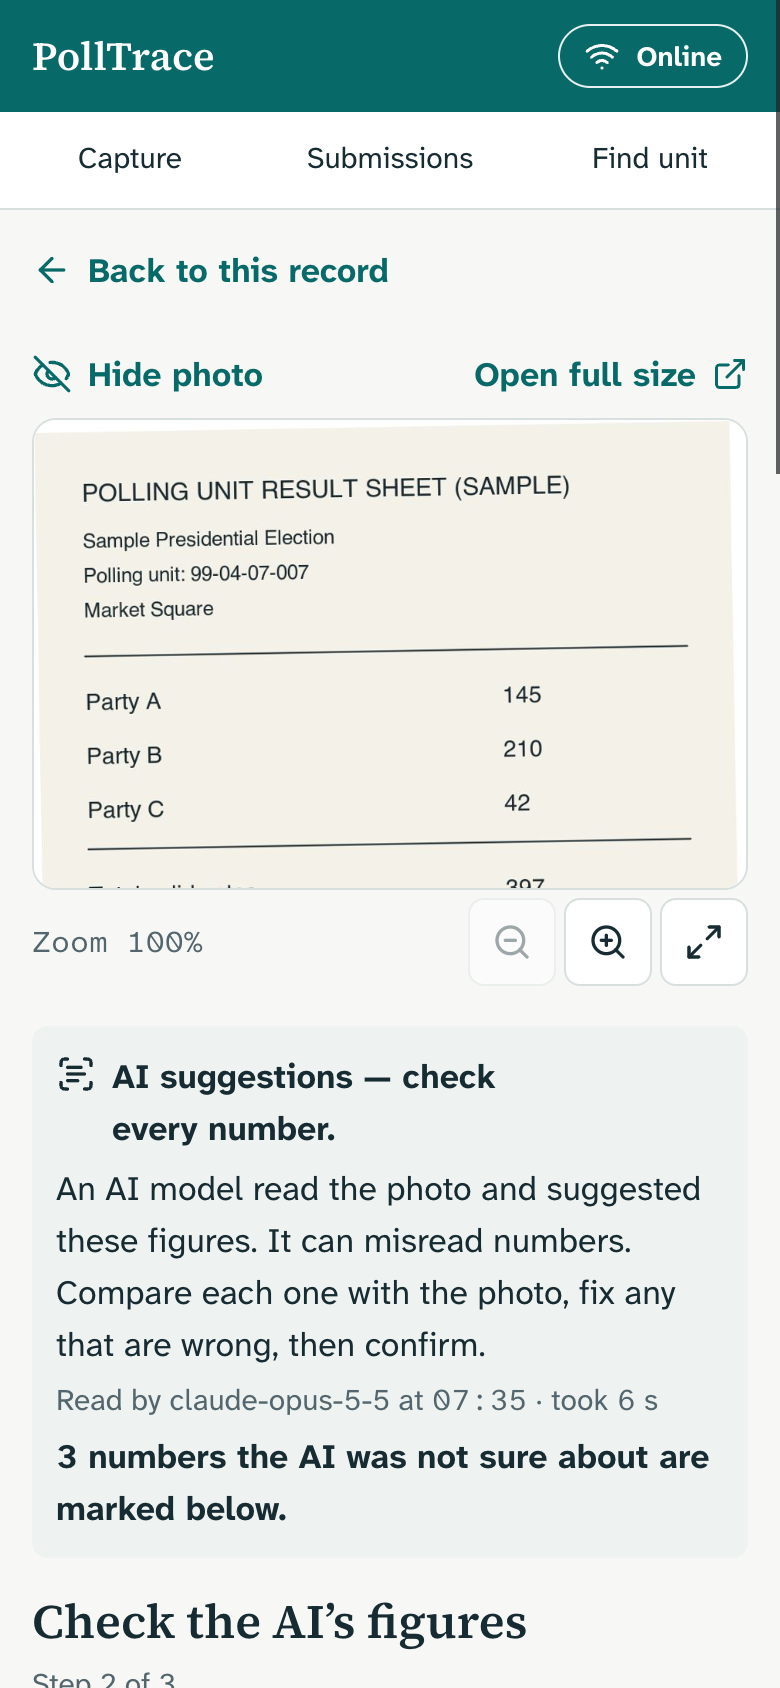 PollTrace
Online
Capture
Submissions
Find unit
Back to this record
Hide photo
Open full size
POLLING UNIT RESULT SHEET (SAMPLE)
Sample Presidential Election
Polling unit: 99-04-07-007
Market Square
Party A 145
Party B 210
Party C 42
397
Zoom 100%
AI suggestions — check
every number.
An AI model read the photo and suggested
these figures. It can misread numbers.
Compare each one with the photo, fix any
that are wrong, then confirm.
Read by claude-opus-5-5 at 07:35 · took 6 s
3 numbers the AI was not sure about are
marked below.
Check the AI’s figures
Step 2 of 3